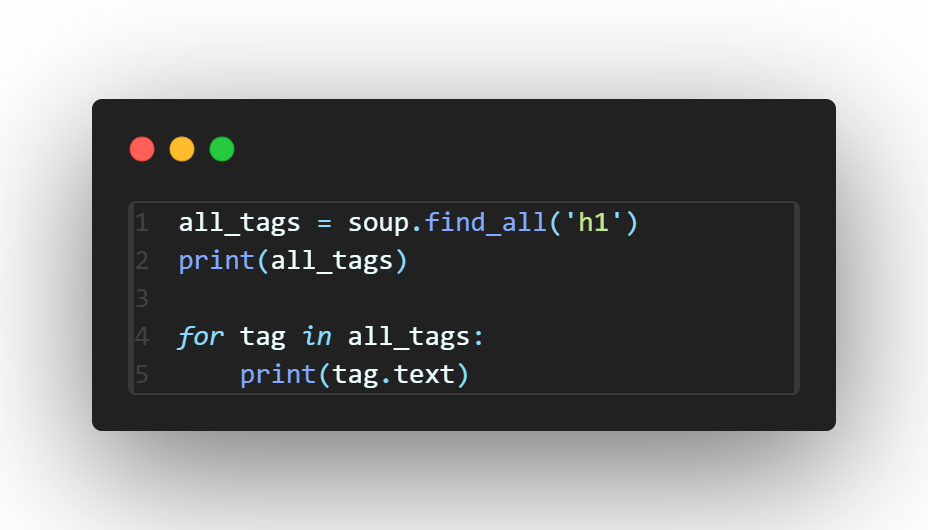 1 all_tags = soup.find_all('h1')
2 print(all_tags)
3
4 for tag in all_tags:
5     print(tag.text)